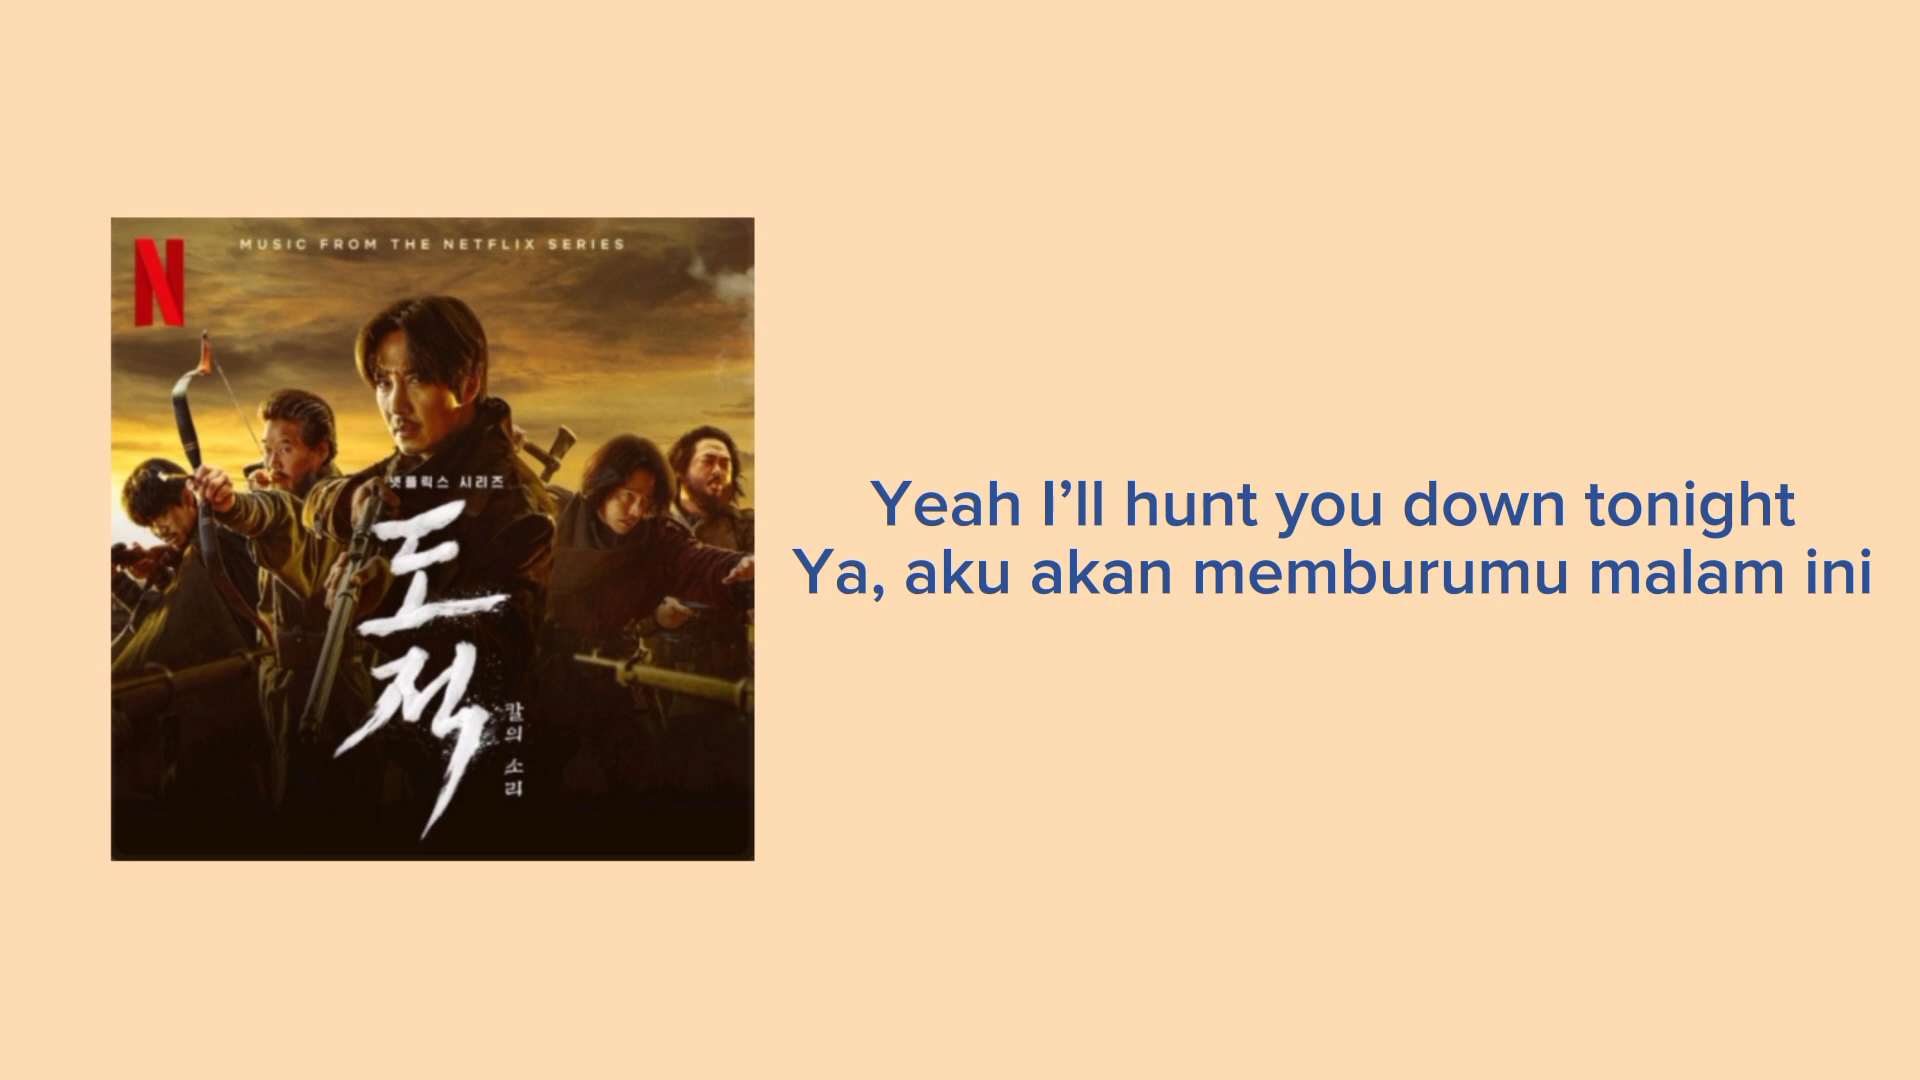 MUSIC FROM THE NETFLIX SERIES
N
넷플릭스 시리즈
도적
칼의 소리
Yeah I’ll hunt you down tonight
Ya, aku akan memburumu malam ini